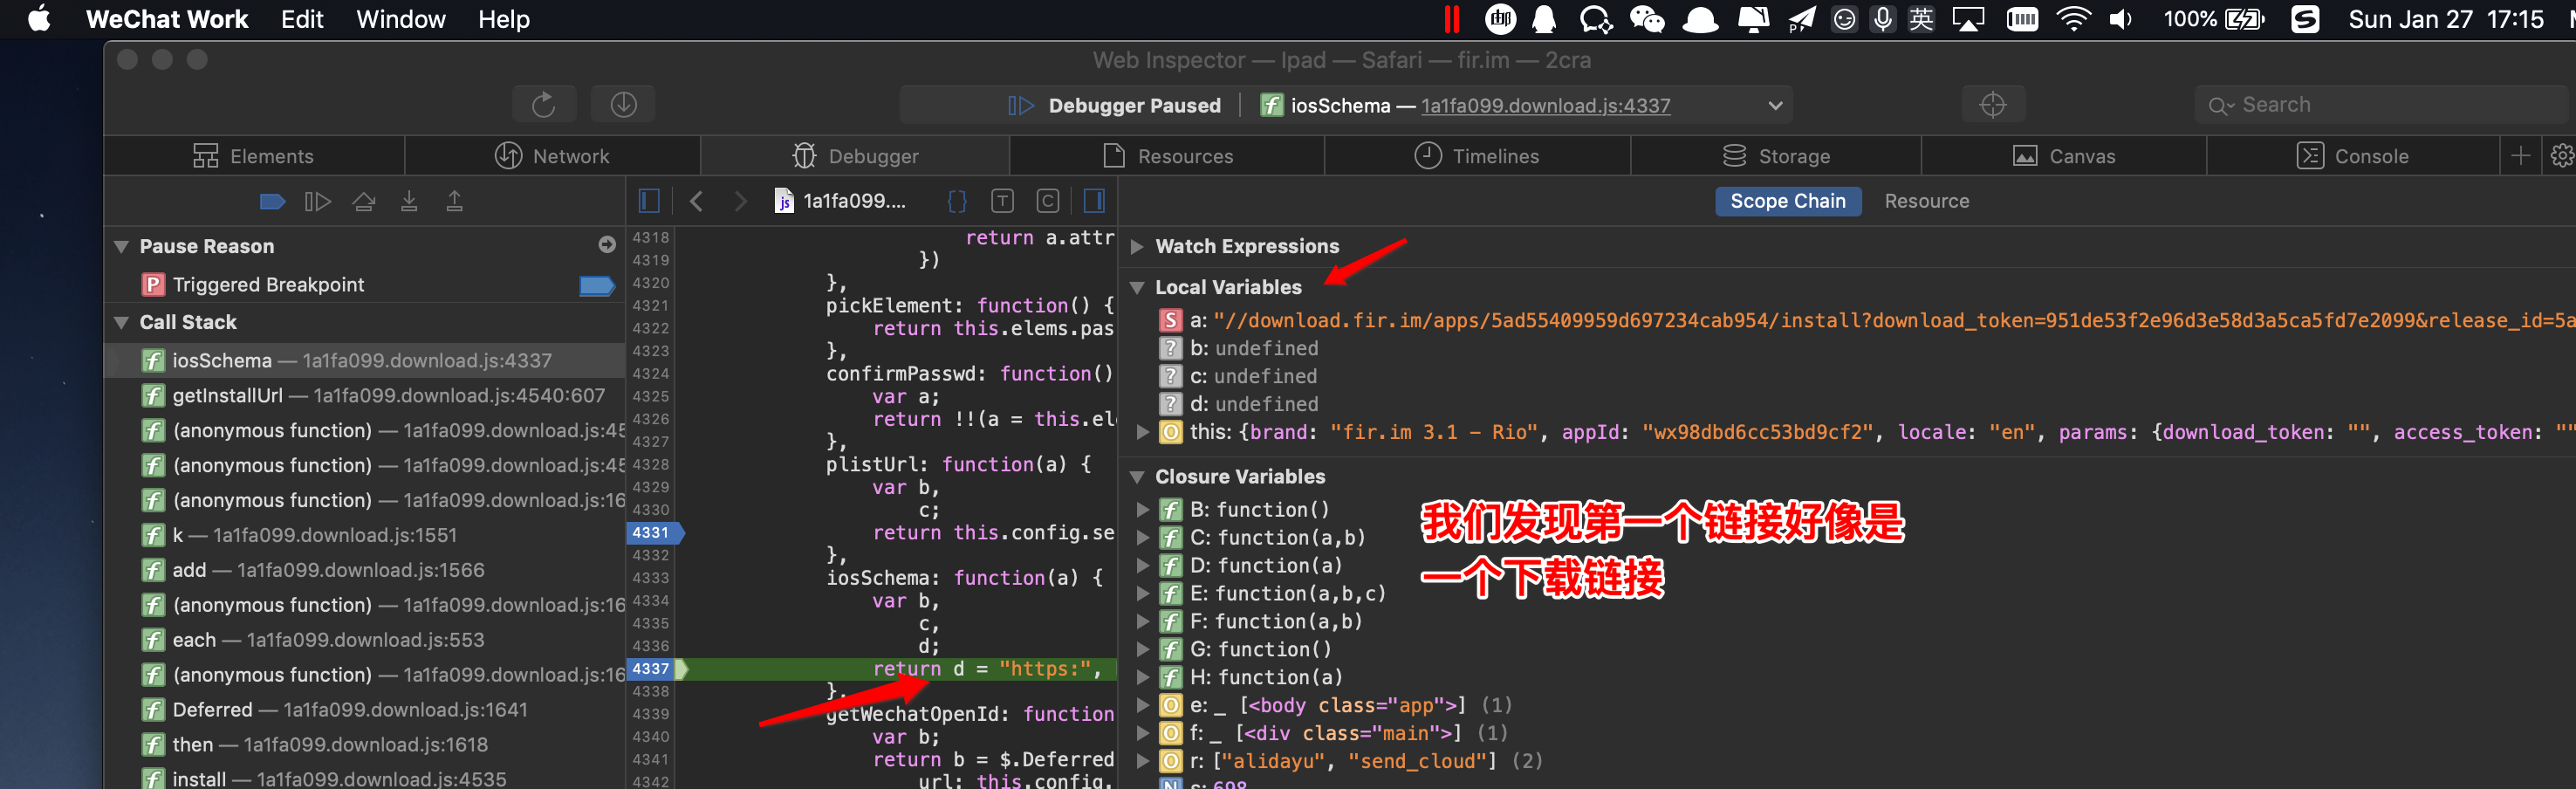 WeChat Work Edit Window Help 英 100% Sun Jan 27 17:15
Web Inspector — Ipad — Safari — fir.im — 2cra
Debugger Paused iosSchema — 1a1fa099.download.js:4337 Search
Elements Network Debugger Resources Timelines Storage Canvas Console
1a1fa099.... {} T C Scope Chain Resource
Pause Reason
P Triggered Breakpoint
Call Stack
f iosSchema — 1a1fa099.download.js:4337
f getInstallUrl — 1a1fa099.download.js:4540:607
f (anonymous function) — 1a1fa099.download.js:45
f (anonymous function) — 1a1fa099.download.js:45
f (anonymous function) — 1a1fa099.download.js:16
f k — 1a1fa099.download.js:1551
f add — 1a1fa099.download.js:1566
f (anonymous function) — 1a1fa099.download.js:16
f each — 1a1fa099.download.js:553
f (anonymous function) — 1a1fa099.download.js:16
f Deferred — 1a1fa099.download.js:1641
f then — 1a1fa099.download.js:1618
f install — 1a1fa099.download.js:4535
4318 return a.attr
4319 })
4320 },
4321 pickElement: function() {
4322 return this.elems.pas
4323 },
4324 confirmPasswd: function()
4325 var a;
4326 return !!(a = this.ele
4327 },
4328 plistUrl: function(a) {
4329 var b,
4330 c;
4331 return this.config.se
4332 },
4333 iosSchema: function(a) {
4334 var b,
4335 c,
4336 d;
4337 return d = "https:",
4338 },
4339 getWechatOpenId: function
4340 var b;
4341 return b = $.Deferred
4342 url: this.config.
Watch Expressions
Local Variables
S a: "//download.fir.im/apps/5ad55409959d697234cab954/install?download_token=951de53f2e96d3e58d3a5ca5fd7e2099&release_id=5a
? b: undefined
? c: undefined
? d: undefined
O this: {brand: "fir.im 3.1 - Rio", appId: "wx98dbd6cc53bd9cf2", locale: "en", params: {download_token: "", access_token: ""
Closure Variables
f B: function()
f C: function(a,b)
f D: function(a)
f E: function(a,b,c)
f F: function(a,b)
f G: function()
f H: function(a)
O e: _ [<body class="app">] (1)
O f: _ [<div class="main">] (1)
O r: ["alidayu", "send_cloud"] (2)
N s: 698
我们发现第一个链接好像是
一个下载链接